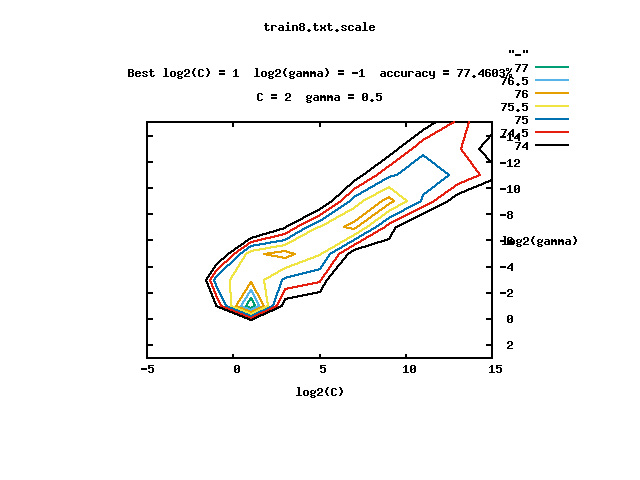 train8.txt.scale
"-"
Best log2(C) = 1  log2(gamma) = -1  accuracy = 77.4603%
C = 2  gamma = 0.5
77
76.5
76
75.5
75
74.5
74
-14
-12
-10
-8
-6
log2(gamma)
-4
-2
0
2
-5 0 5 10 15
log2(C)